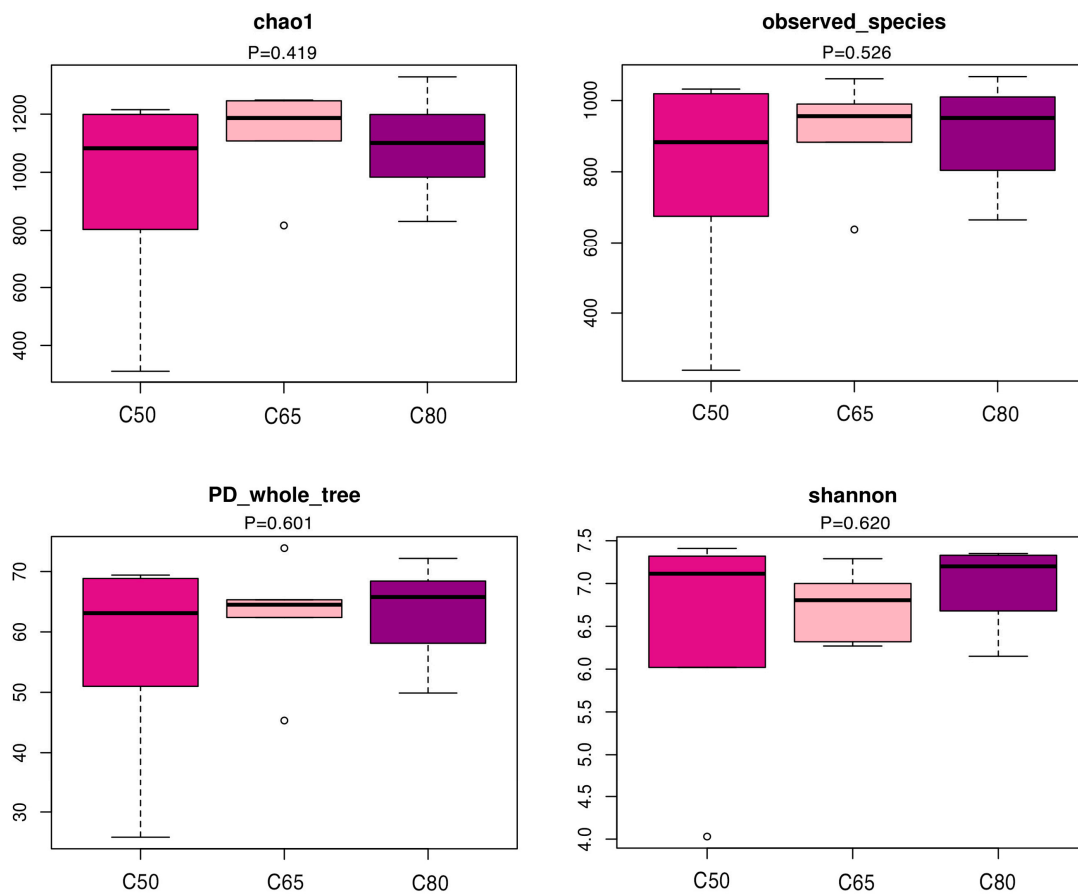 chao1
P=0.419
1200
1000
800
600
400
C50 C65 C80
observed_species
P=0.526
1000
800
600
400
C50 C65 C80
PD_whole_tree
P=0.601
70
60
50
40
30
C50 C65 C80
shannon
P=0.620
7.5
7.0
6.5
6.0
5.5
5.0
4.5
4.0
C50 C65 C80